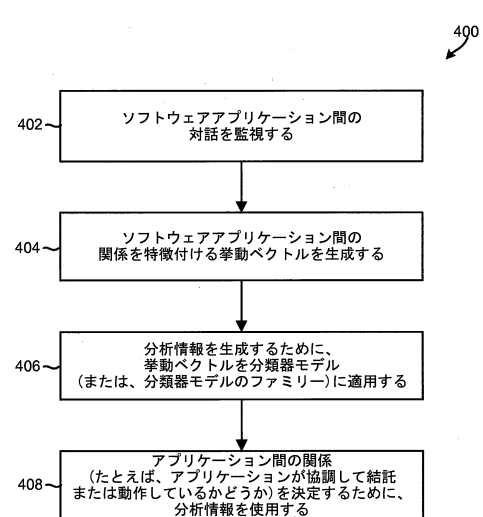 400
402
ソフトウェアアプリケーション間の
対話を監視する
404
ソフトウェアアプリケーション間の
関係を特徴付ける挙動ベクトルを生成する
406
分析情報を生成するために、
挙動ベクトルを分類器モデル
(または、分類器モデルのファミリー)に適用する
408
アプリケーション間の関係
(たとえば、アプリケーションが協調して結託
または動作しているかどうか)を決定するために、
分析情報を使用する